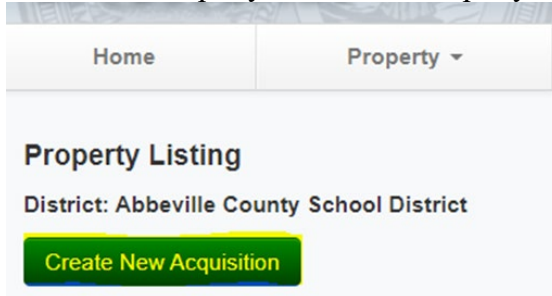 Home
Property
Property Listing
District: Abbeville County School District
Create New Acquisition